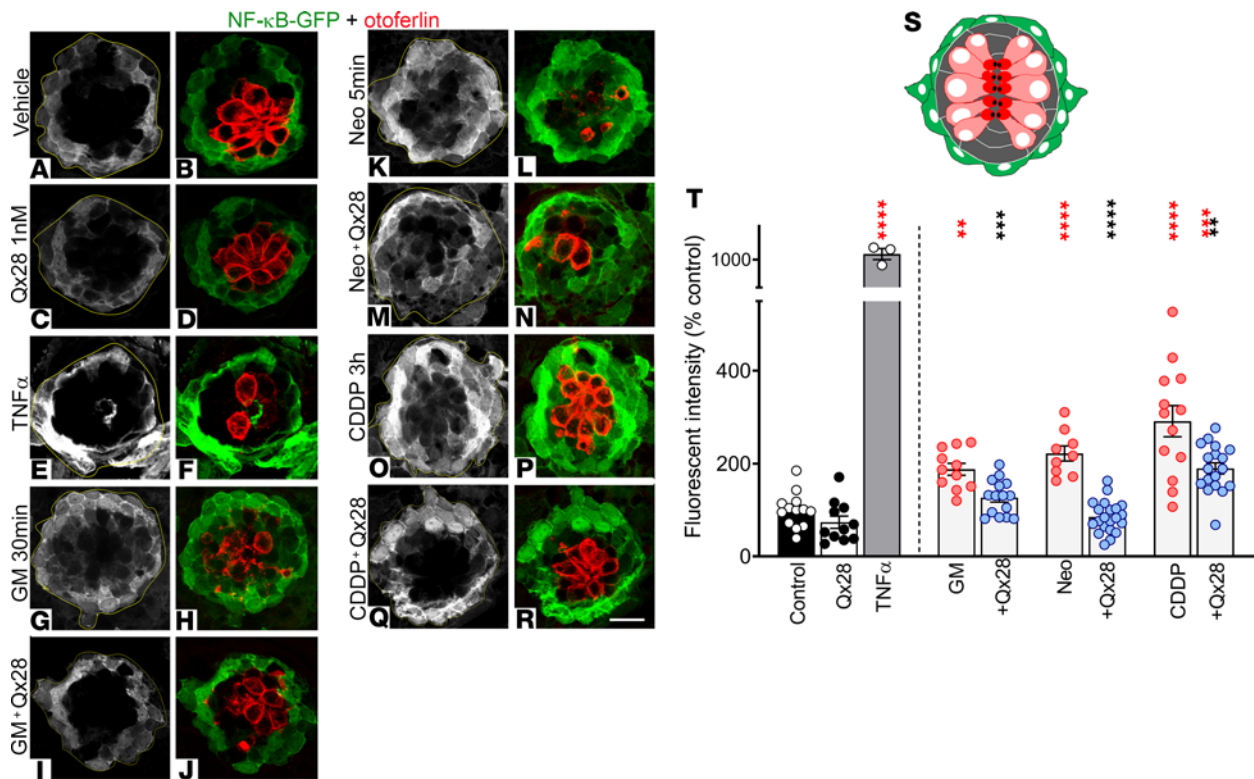 NF-κB-GFP + otoferlin
Vehicle
A
B
Qx28 1nM
C
D
TNFα
E
F
GM 30min
G
H
GM+Qx28
I
J
Neo 5min
K
L
Neo+Qx28
M
N
CDDP 3h
O
P
CDDP+Qx28
Q
R
S
T
Fluorescent intensity (% control)
1000
400
200
0
****
**
***
****
****
****
***
**
Control
Qx28
TNFα
GM
+Qx28
Neo
+Qx28
CDDP
+Qx28